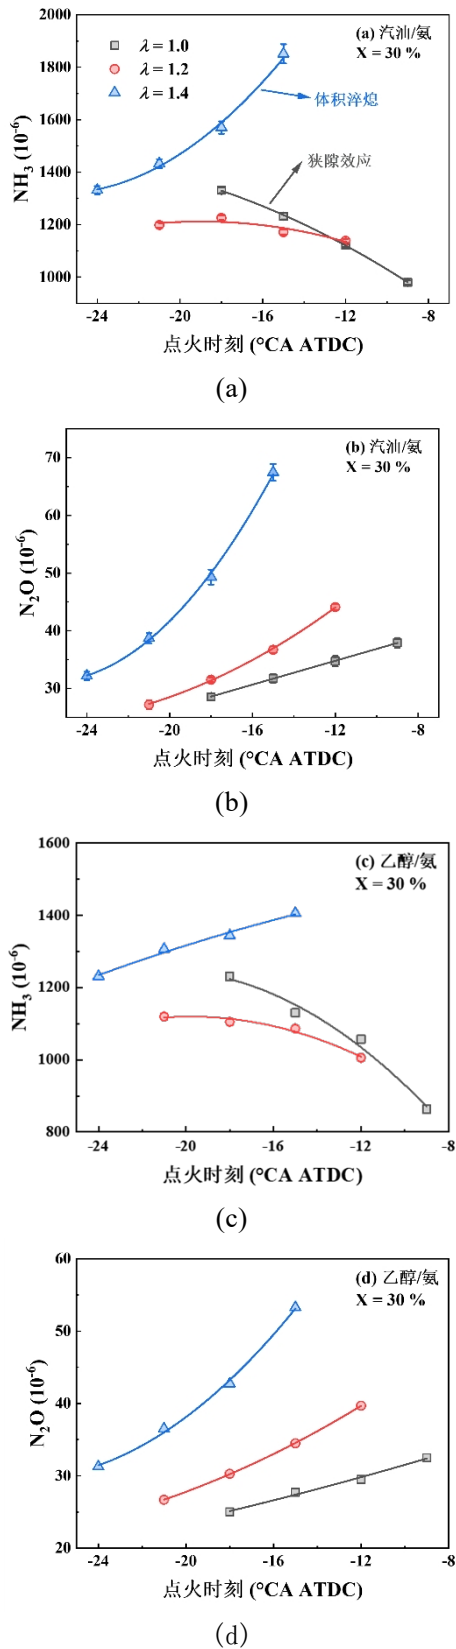 2000
1800
1600
1400
1200
1000
NH₃ (10⁻⁶)
λ = 1.0
λ = 1.2
λ = 1.4
(a) 汽油/氨
X = 30 %
体积淬熄
狭隙效应
-24 -20 -16 -12 -8
点火时刻 (°CA ATDC)
(a)
70
60
50
40
30
N₂O (10⁻⁶)
(b) 汽油/氨
X = 30 %
-24 -20 -16 -12 -8
点火时刻 (°CA ATDC)
(b)
1600
1400
1200
1000
800
NH₃ (10⁻⁶)
(c) 乙醇/氨
X = 30 %
-24 -20 -16 -12 -8
点火时刻 (°CA ATDC)
(c)
60
50
40
30
20
N₂O (10⁻⁶)
(d) 乙醇/氨
X = 30 %
-24 -20 -16 -12 -8
点火时刻 (°CA ATDC)
(d)